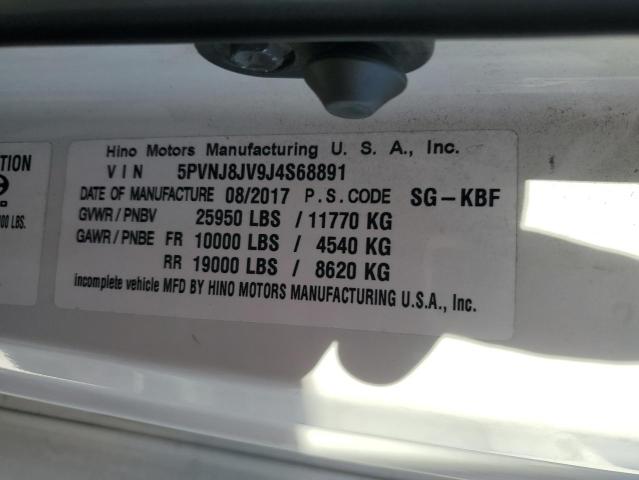 Hino Motors Manufacturing U. S. A., Inc.
VIN 5PVNJ8JV9J4S68891
DATE OF MANUFACTURE 08/2017 P.S.CODE SG-KBF
GVWR/PNBV 25950 LBS / 11770 KG
GAWR/PNBE FR 10000 LBS / 4540 KG
RR 19000 LBS / 8620 KG
incomplete vehicle MFD BY HINO MOTORS MANUFACTURING U.S.A., Inc.
LBS.